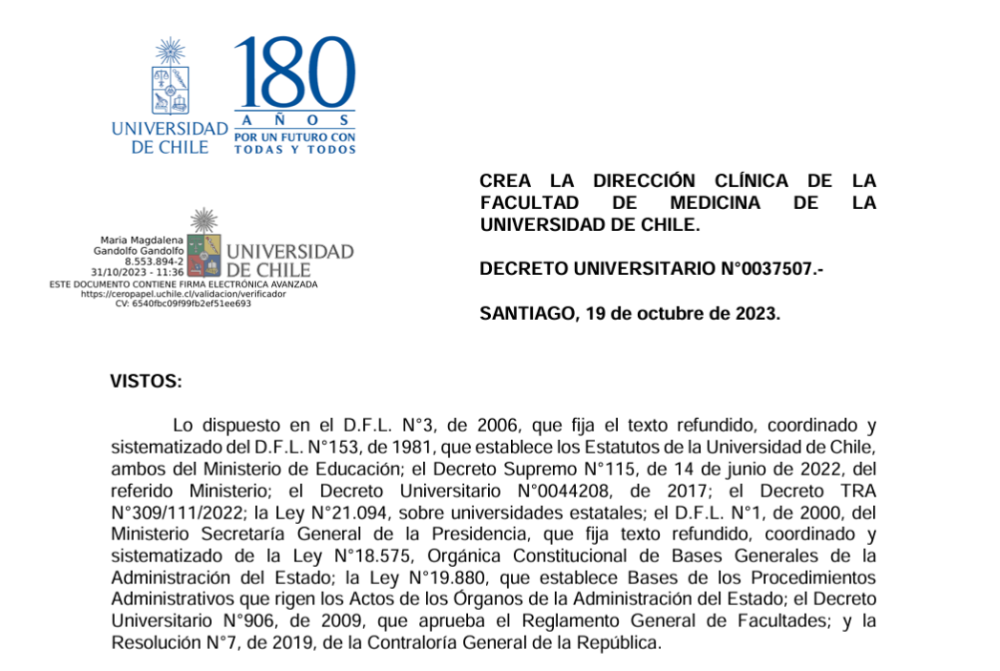 180
AÑOS
UNIVERSIDAD
DE CHILE
POR UN FUTURO CON
TODAS Y TODOS
CREA LA DIRECCIÓN CLÍNICA DE LA
FACULTAD DE MEDICINA DE LA
UNIVERSIDAD DE CHILE.
Maria Magdalena
Gandolfo Gandolfo
8.553.894-2
31/10/2023 - 11:36
UNIVERSIDAD
DE CHILE
ESTE DOCUMENTO CONTIENE FIRMA ELECTRÓNICA AVANZADA
https://ceropapel.uchile.cl/validacion/verificador
CV: 6540fbc09f99fb2ef51ee693
DECRETO UNIVERSITARIO N°0037507.-
SANTIAGO, 19 de octubre de 2023.
VISTOS:
Lo dispuesto en el D.F.L. N°3, de 2006, que fija el texto refundido, coordinado y
sistematizado del D.F.L. N°153, de 1981, que establece los Estatutos de la Universidad de Chile,
ambos del Ministerio de Educación; el Decreto Supremo N°115, de 14 de junio de 2022, del
referido Ministerio; el Decreto Universitario N°0044208, de 2017; el Decreto TRA
N°309/111/2022; la Ley N°21.094, sobre universidades estatales; el D.F.L. N°1, de 2000, del
Ministerio Secretaría General de la Presidencia, que fija texto refundido, coordinado y
sistematizado de la Ley N°18.575, Orgánica Constitucional de Bases Generales de la
Administración del Estado; la Ley N°19.880, que establece Bases de los Procedimientos
Administrativos que rigen los Actos de los Órganos de la Administración del Estado; el Decreto
Universitario N°906, de 2009, que aprueba el Reglamento General de Facultades; y la
Resolución N°7, de 2019, de la Contraloría General de la República.